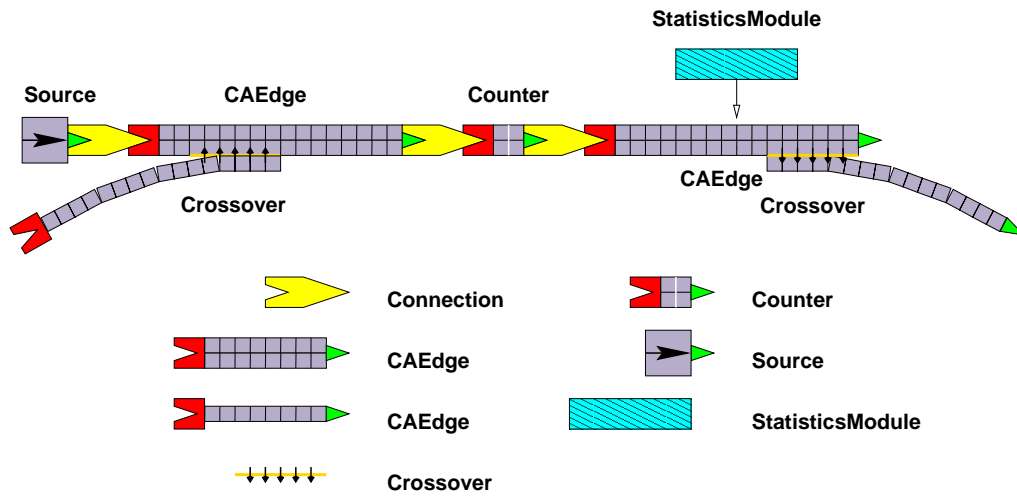 StatisticsModule
Source
CAEdge
Counter
CAEdge
Crossover
Crossover
Connection
Counter
CAEdge
Source
CAEdge
StatisticsModule
Crossover